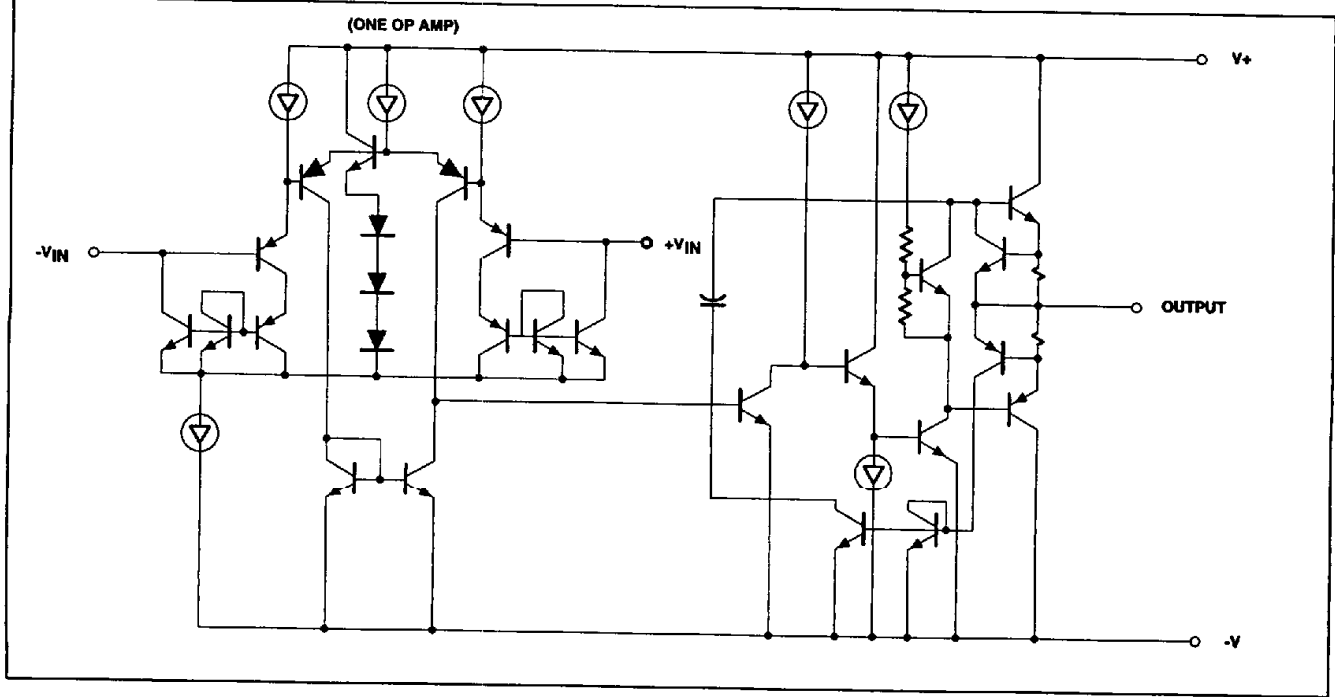 (ONE OP AMP)
V+
-VIN
+VIN
OUTPUT
-V